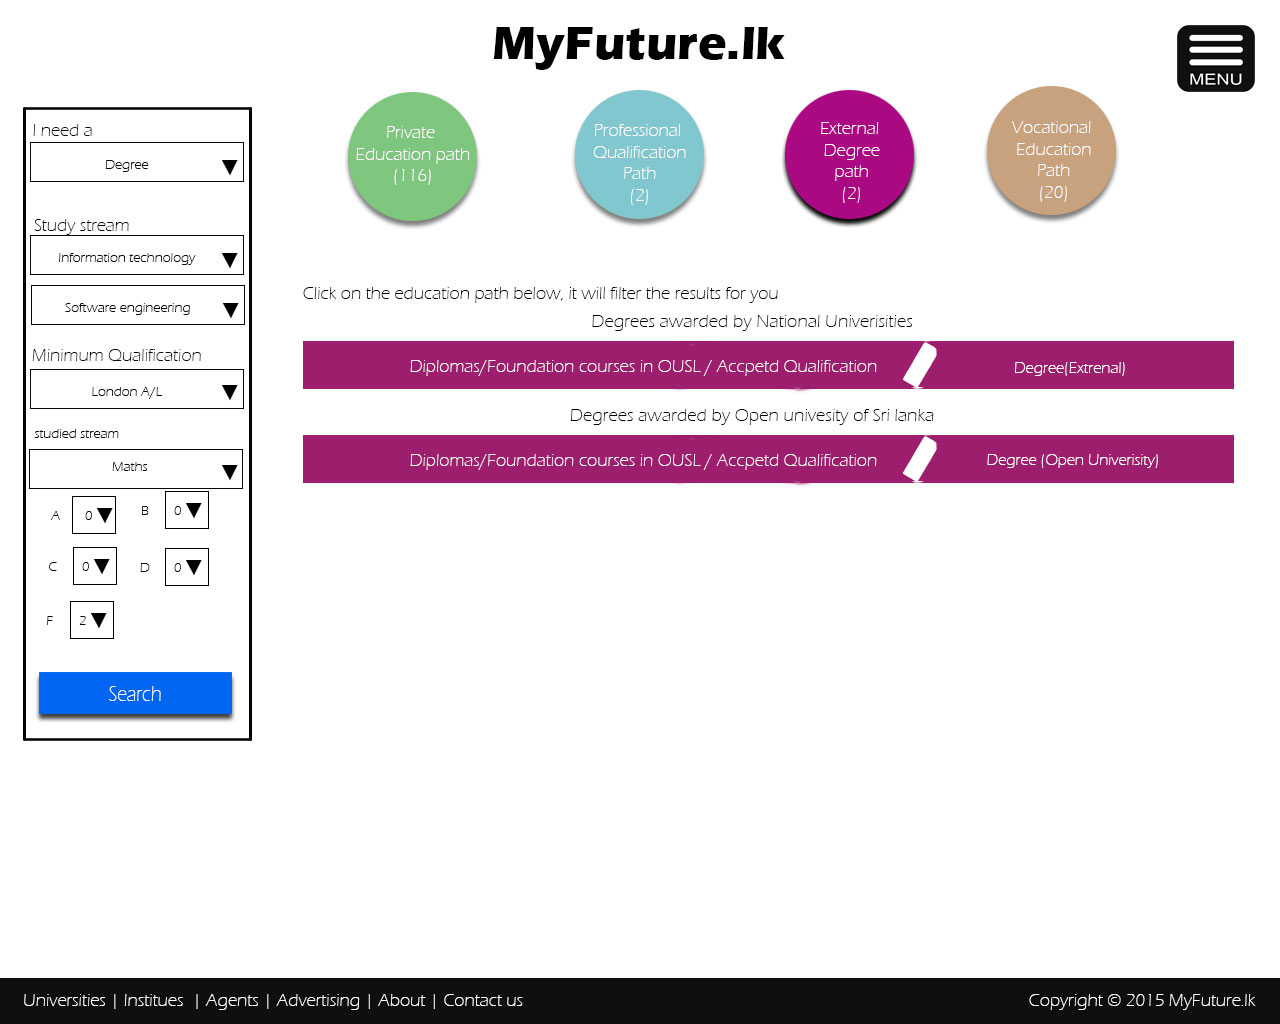 MyFuture.lk
MENU
I need a
Degree
Study stream
Information technology
Software engineering
Minimum Qualification
London A/L
studied stream
Maths
A 0 B 0
C 0 D 0
F 2
Search
Private
Education path
(116)
Professional
Qualification
Path
(2)
External
Degree
path
(2)
Vocational
Education
Path
(20)
Click on the education path below, it will filter the results for you
Degrees awarded by National Univerisities
Diplomas/Foundation courses in OUSL / Accpetd Qualification Degree(Extrenal)
Degrees awarded by Open univesity of Sri lanka
Diplomas/Foundation courses in OUSL / Accpetd Qualification Degree (Open Univerisity)
Universities | Institues | Agents | Advertising | About | Contact us
Copyright © 2015 MyFuture.lk